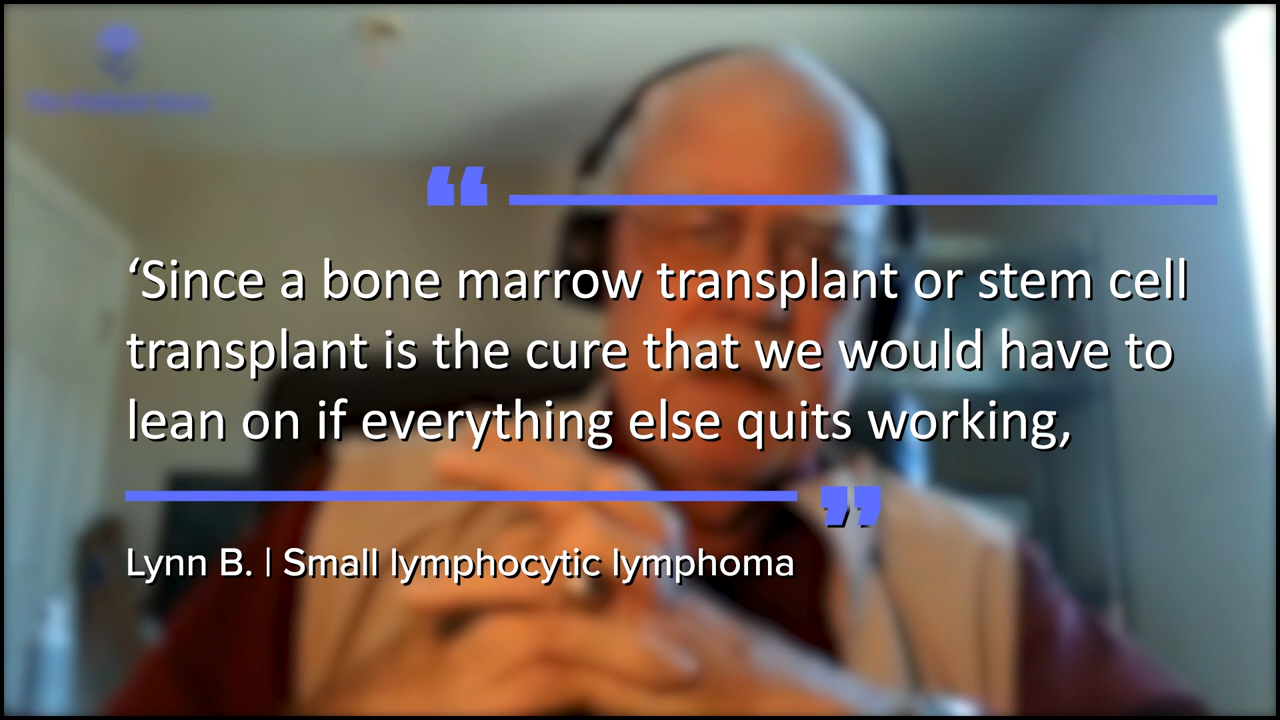 ‘Since a bone marrow transplant or stem cell
transplant is the cure that we would have to
lean on if everything else quits working,
Lynn B. | Small lymphocytic lymphoma